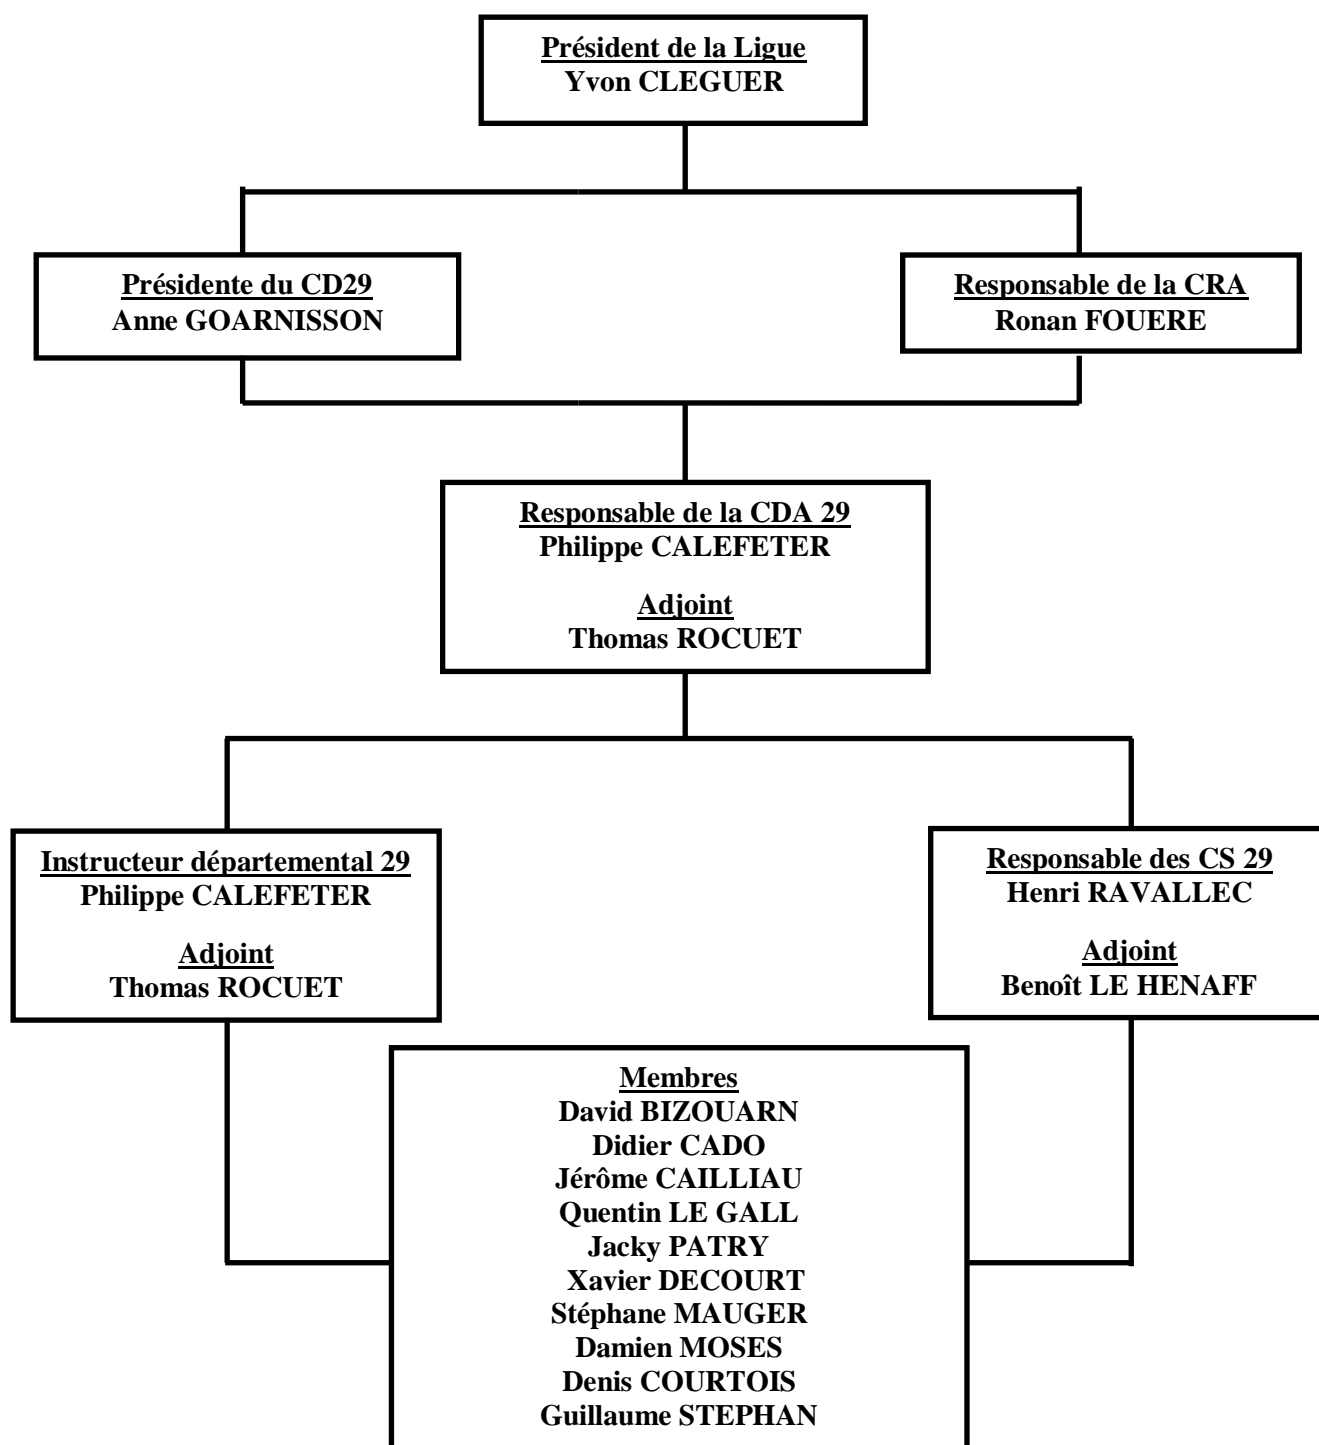 Président de la Ligue
Yvon CLEGUER
Présidente du CD29
Anne GOARNISSON
Responsable de la CRA
Ronan FOUERE
Responsable de la CDA 29
Philippe CALEFETER
Adjoint
Thomas ROCUET
Instructeur départemental 29
Philippe CALEFETER
Adjoint
Thomas ROCUET
Responsable des CS 29
Henri RAVALLEC
Adjoint
Benoît LE HENAFF
Membres
David BIZOUARN
Didier CADO
Jérôme CAILLIAU
Quentin LE GALL
Jacky PATRY
Xavier DECOURT
Stéphane MAUGER
Damien MOSES
Denis COURTOIS
Guillaume STEPHAN